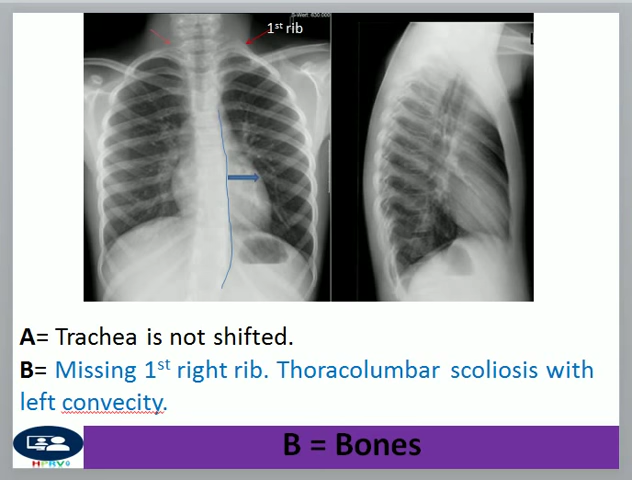 1st rib
A= Trachea is not shifted.
B= Missing 1st right rib. Thoracolumbar scoliosis with
left convecity.
B = Bones